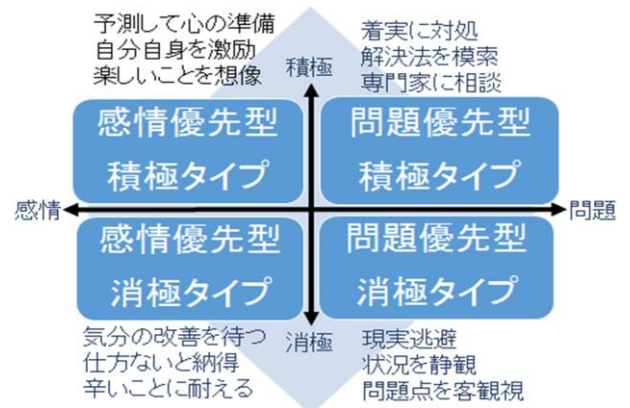 予測して心の準備
自分自身を激励
楽しいことを想像
積極
着実に対処
解決法を模索
専門家に相談
感情優先型
積極タイプ
問題優先型
積極タイプ
感情
問題
感情優先型
消極タイプ
問題優先型
消極タイプ
気分の改善を待つ
仕方ないと納得
辛いことに耐える
消極
現実逃避
状況を静観
問題点を客観視